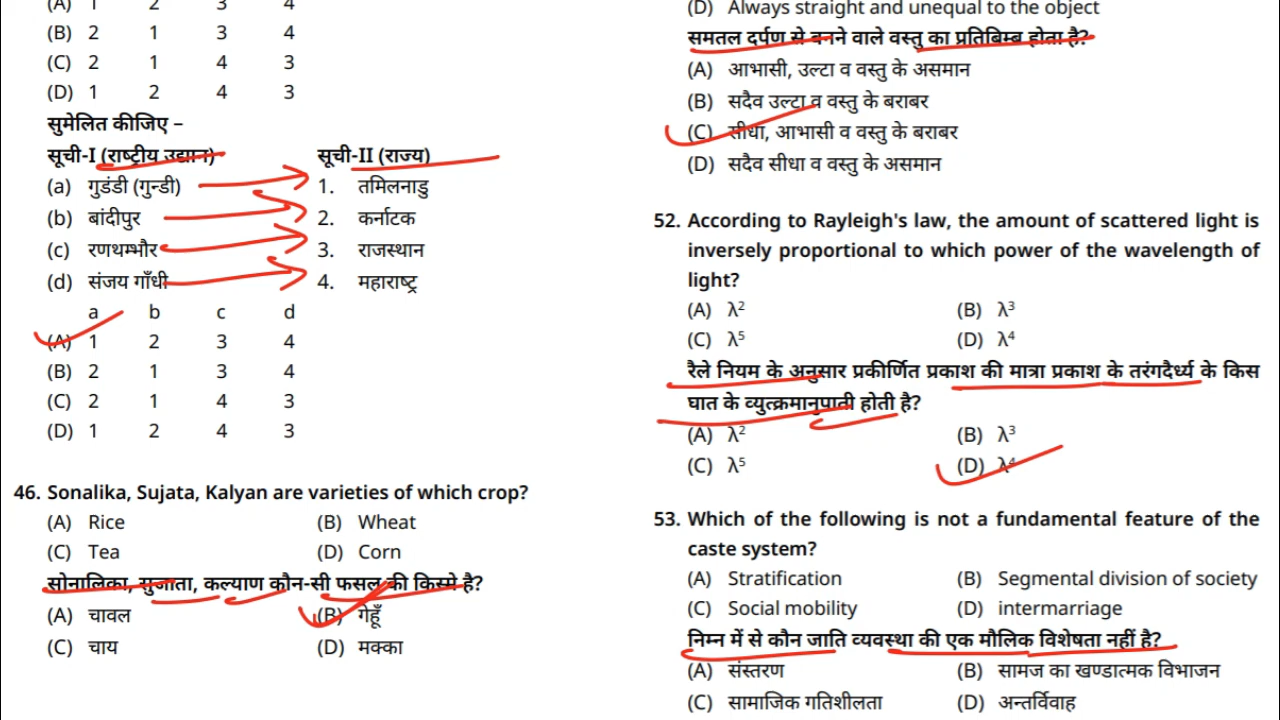 (A) 1 2 3 4
(B) 2 1 3 4
(C) 2 1 4 3
(D) 1 2 4 3
सुमेलित कीजिए –
सूची-I (राष्ट्रीय उद्यान) सूची-II (राज्य)
(a) गुडंडी (गुन्डी) 1. तमिलनाडु
(b) बांदीपुर 2. कर्नाटक
(c) रणथम्भौर 3. राजस्थान
(d) संजय गाँधी 4. महाराष्ट्र
a b c d
(A) 1 2 3 4
(B) 2 1 3 4
(C) 2 1 4 3
(D) 1 2 4 3
46. Sonalika, Sujata, Kalyan are varieties of which crop?
(A) Rice (B) Wheat
(C) Tea (D) Corn
सोनालिका, सुजाता, कल्याण कौन-सी फसल की किस्मे है?
(A) चावल (B) गेहूँ
(C) चाय (D) मक्का
(D) Always straight and unequal to the object
समतल दर्पण से बनने वाले वस्तु का प्रतिबिम्ब होता है?
(A) आभासी, उल्टा व वस्तु के असमान
(B) सदैव उल्टा व वस्तु के बराबर
(C) सीधा, आभासी व वस्तु के बराबर
(D) सदैव सीधा व वस्तु के असमान
52. According to Rayleigh's law, the amount of scattered light is
inversely proportional to which power of the wavelength of
light?
(A) λ² (B) λ³
(C) λ⁵ (D) λ⁴
रैले नियम के अनुसार प्रकीर्णित प्रकाश की मात्रा प्रकाश के तरंगदैर्ध्य के किस
घात के व्युत्क्रमानुपाती होती है?
(A) λ² (B) λ³
(C) λ⁵ (D) λ⁴
53. Which of the following is not a fundamental feature of the
caste system?
(A) Stratification (B) Segmental division of society
(C) Social mobility (D) intermarriage
निम्न में से कौन जाति व्यवस्था की एक मौलिक विशेषता नहीं है?
(A) संस्तरण (B) सामज का खण्डात्मक विभाजन
(C) सामाजिक गतिशीलता (D) अन्तर्विवाह